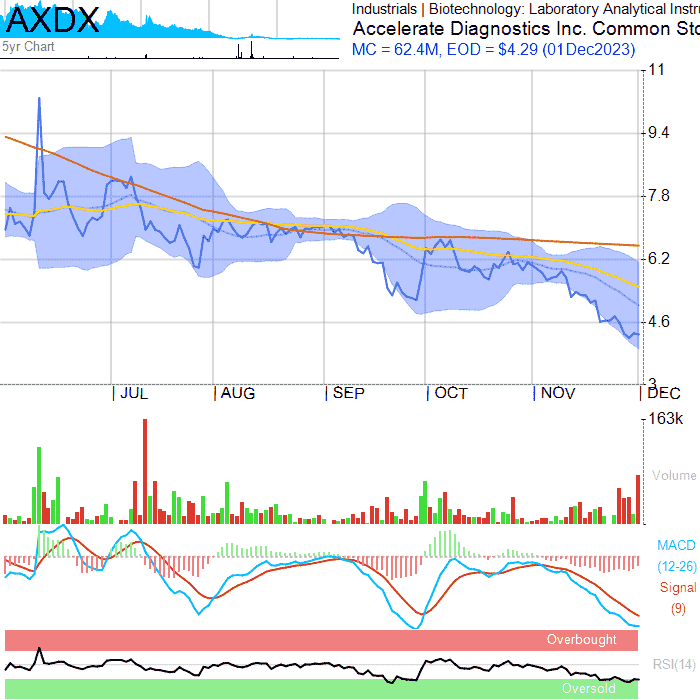 AXDX
5yr Chart
Industrials | Biotechnology: Laboratory Analytical Instru
Accelerate Diagnostics Inc. Common Sto
MC = 62.4M, EOD = $4.29 (01Dec2023)
11
9.4
7.8
6.2
4.6
3
JUL
AUG
SEP
OCT
NOV
DEC
163k
Volume
MACD
(12-26)
Signal
(9)
Overbought
RSI(14)
Oversold